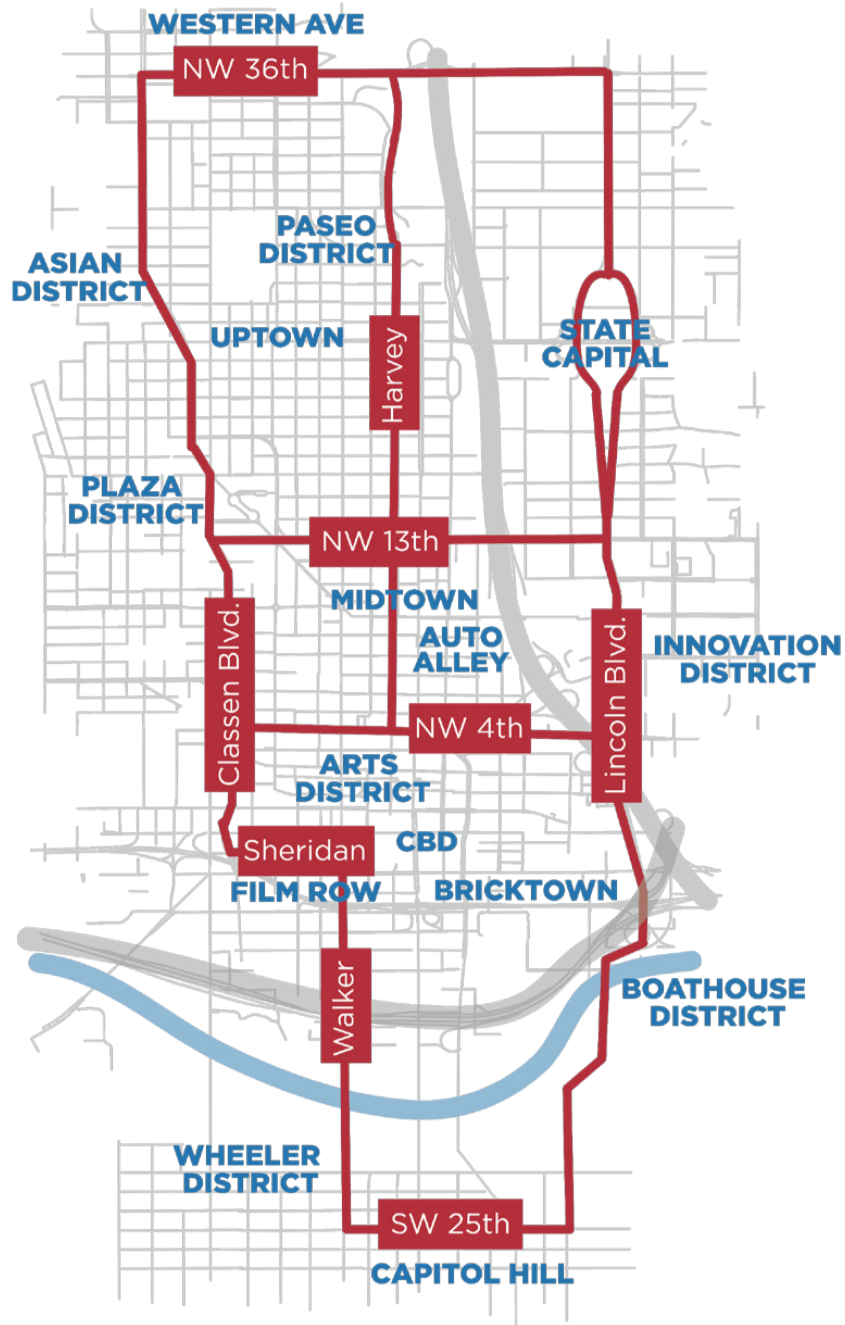 WESTERN AVE
NW 36th
PASEO
DISTRICT
ASIAN
DISTRICT
UPTOWN
STATE
CAPITAL
Harvey
PLAZA
DISTRICT
NW 13th
MIDTOWN
AUTO
ALLEY
Classen Blvd.
Lincoln Blvd.
INNOVATION
DISTRICT
NW 4th
ARTS
DISTRICT
Sheridan
CBD
FILM ROW
BRICKTOWN
Walker
BOATHOUSE
DISTRICT
WHEELER
DISTRICT
SW 25th
CAPITOL HILL